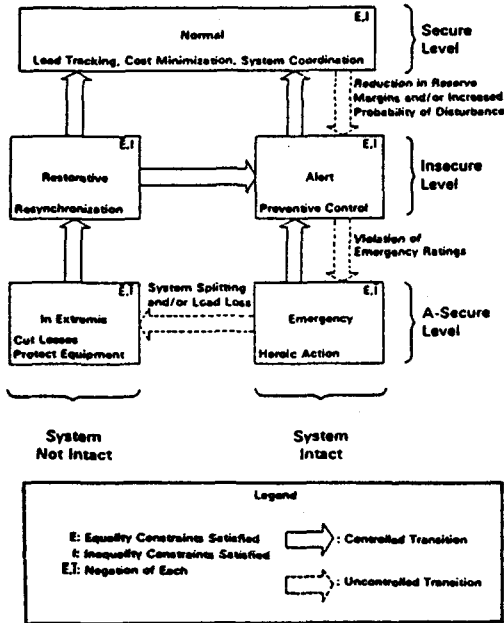 E,I
Normal
Load Tracking, Cost Minimization, System Coordination
Secure
Level
Reduction in Reserve
Margins and/or Increased
Probability of Disturbance
E,I
Restorative
Resynchronization
E,I
Alert
Preventive Control
Insecure
Level
Violation of
Emergency Ratings
E,Ī
In Extremis
Cut Losses
Protect Equipment
System Splitting
and/or Load Loss
E,Ī
Emergency
Heroic Action
A-Secure
Level
System
Not Intact
System
Intact
Legend
E: Equality Constraints Satisfied
I: Inequality Constraints Satisfied
E,Ī: Negation of Each
: Controlled Transition
: Uncontrolled Transition